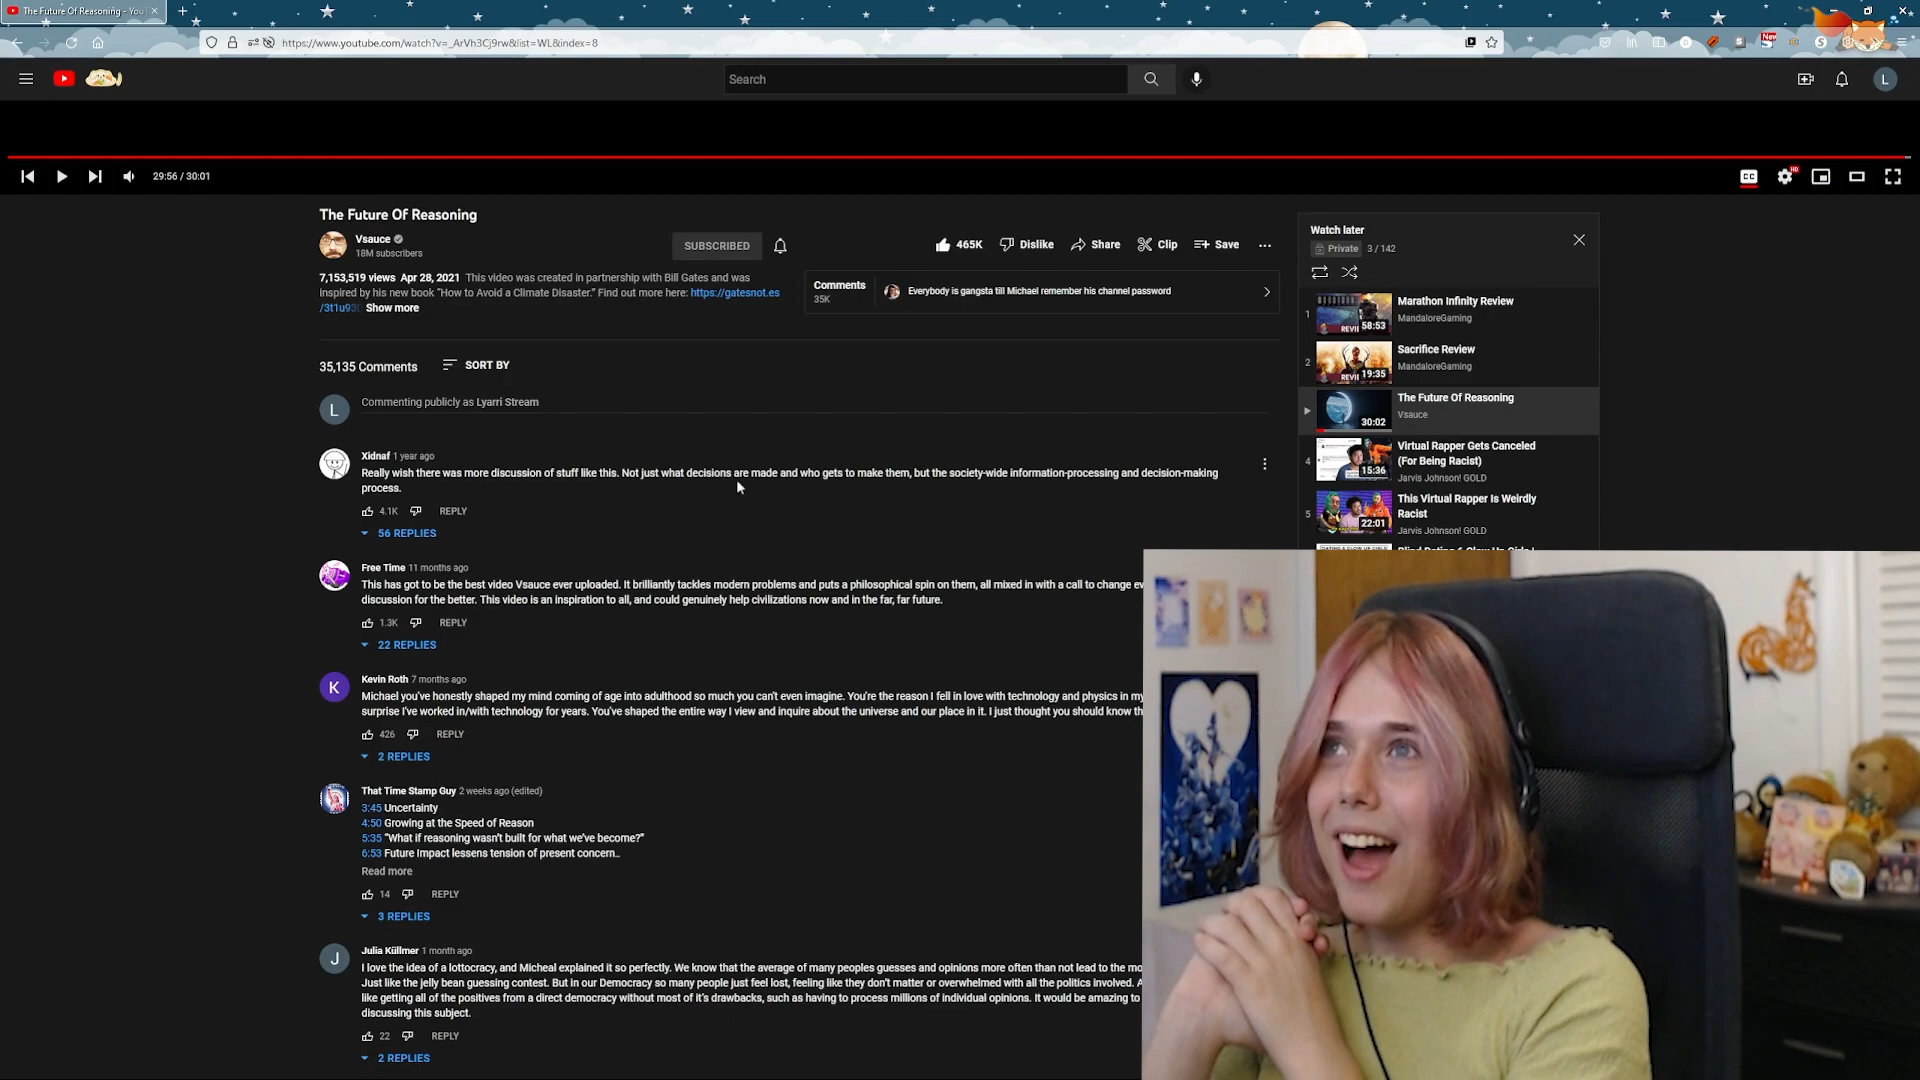 The Future Of Reasoning - You
https://www.youtube.com/watch?v=_ArVh3Cj9rw&list=WL&index=8
New
Search
L
29:56 / 30:01
CC
HD
The Future Of Reasoning
Vsauce
18M subscribers
SUBSCRIBED
465K
Dislike
Share
Clip
Save
7,153,519 views Apr 28, 2021 This video was created in partnership with Bill Gates and was
inspired by his new book "How to Avoid a Climate Disaster." Find out more here: https://gatesnot.es
/3t1u93 Show more
Comments
35K
Everybody is gangsta till Michael remember his channel password
35,135 Comments
SORT BY
L
Commenting publicly as Lyarri Stream
Xidnaf 1 year ago
Really wish there was more discussion of stuff like this. Not just what decisions are made and who gets to make them, but the society-wide information-processing and decision-making
process.
4.1K
REPLY
56 REPLIES
Free Time 11 months ago
This has got to be the best video Vsauce ever uploaded. It brilliantly tackles modern problems and puts a philosophical spin on them, all mixed in with a call to change ev
discussion for the better. This video is an inspiration to all, and could genuinely help civilizations now and in the far, far future.
1.3K
REPLY
22 REPLIES
K
Kevin Roth 7 months ago
Michael you've honestly shaped my mind coming of age into adulthood so much you can't even imagine. You're the reason I fell in love with technology and physics in my
surprise I've worked in/with technology for years. You've shaped the entire way I view and inquire about the universe and our place in it. I just thought you should know th
426
REPLY
2 REPLIES
That Time Stamp Guy 2 weeks ago (edited)
3:45 Uncertainty
4:50 Growing at the Speed of Reason
5:35 "What if reasoning wasn't built for what we've become?"
6:53 Future Impact lessens tension of present concern...
Read more
14
REPLY
3 REPLIES
J
Julia Küllmer 1 month ago
I love the idea of a lottocracy, and Micheal explained it so perfectly. We know that the average of many peoples guesses and opinions more often than not lead to the mo
Just like the jelly bean guessing contest. But in our Democracy so many people just feel lost, feeling like they don't matter or overwhelmed with all the politics involved. A
like getting all of the positives from a direct democracy without most of it's drawbacks, such as having to process millions of individual opinions. It would be amazing to
discussing this subject.
22
REPLY
2 REPLIES
Watch later
Private
3 / 142
1
REVI
58:53
Marathon Infinity Review
MandaloreGaming
2
REVI
19:35
Sacrifice Review
MandaloreGaming
30:02
The Future Of Reasoning
Vsauce
4
15:36
Virtual Rapper Gets Canceled
(For Being Racist)
Jarvis Johnson! GOLD
5
22:01
This Virtual Rapper Is Weirdly
Racist
Jarvis Johnson! GOLD